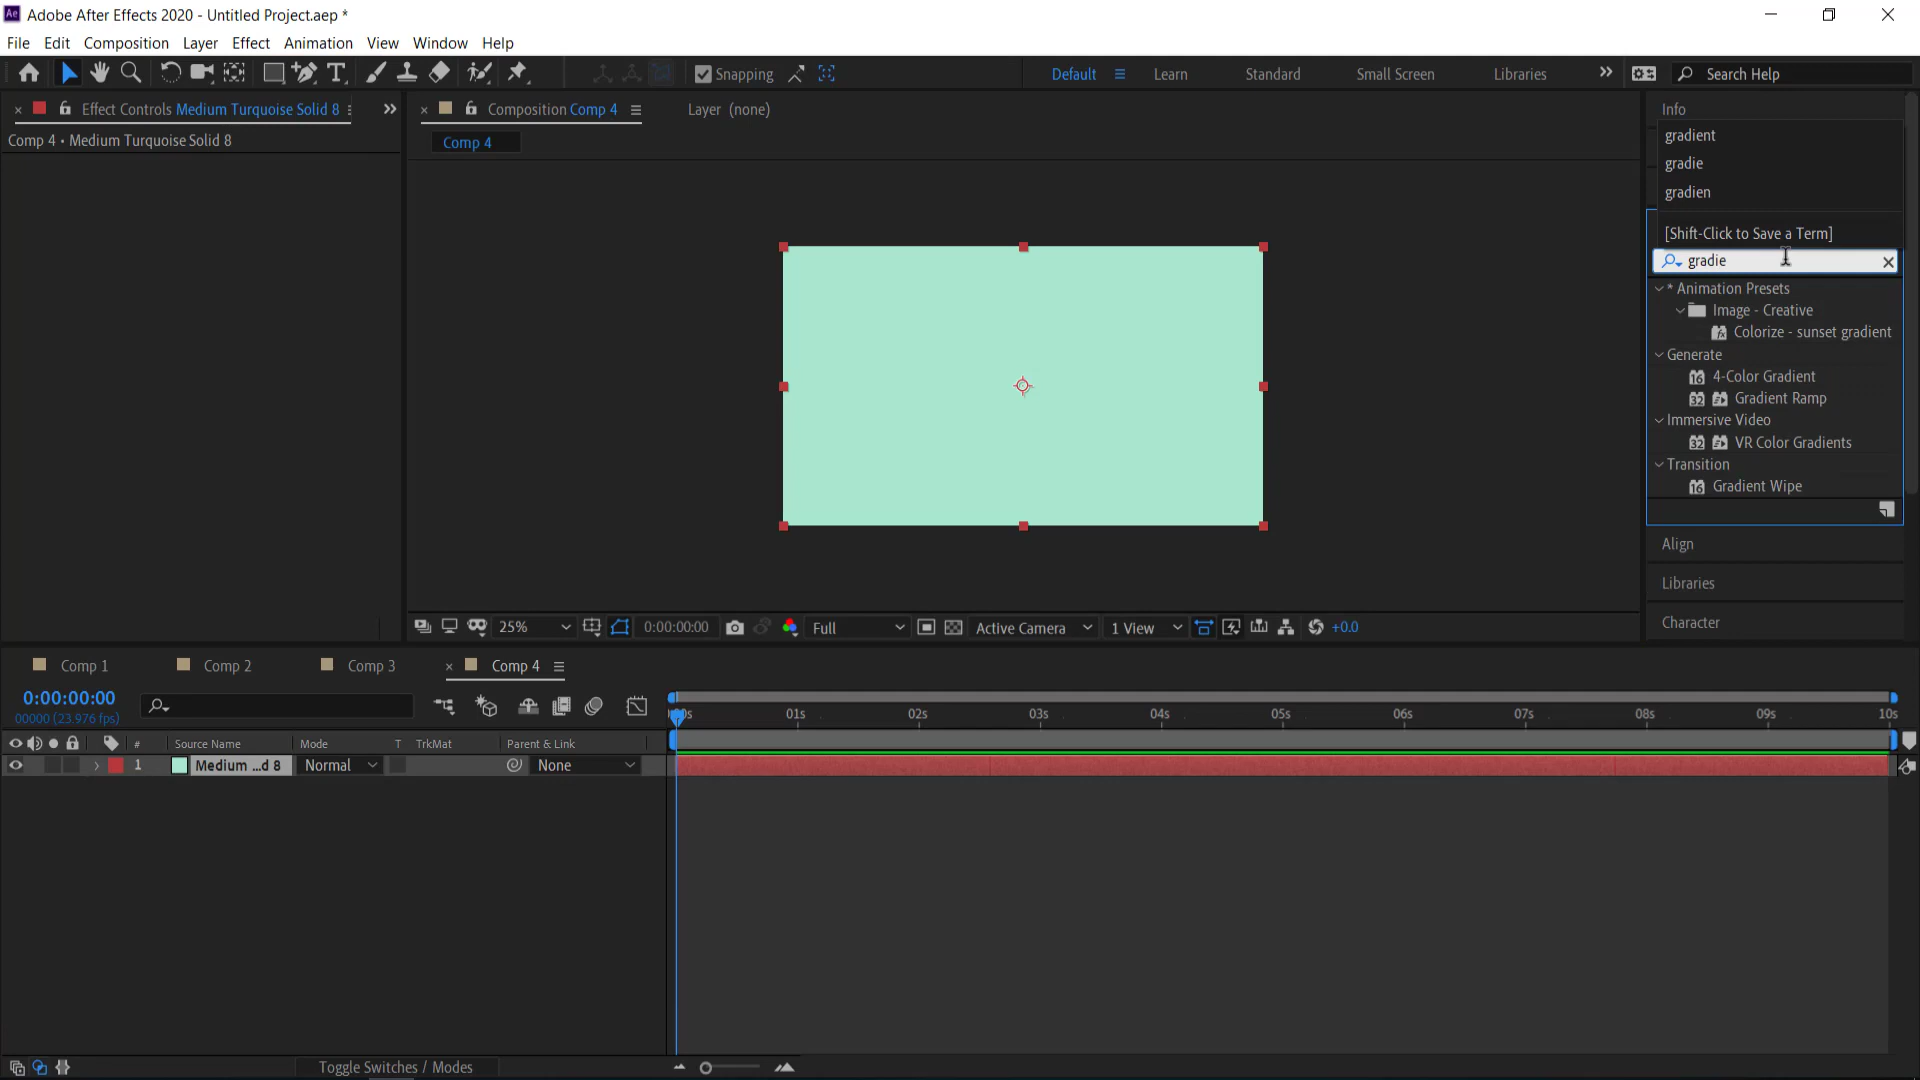 Adobe After Effects 2020 - Untitled Project.aep *
File Edit Composition Layer Effect Animation View Window Help
Snapping Default Learn Standard Small Screen Libraries Search Help
Effect Controls Medium Turquoise Solid 8
Composition Comp 4
Layer (none)
Info
Comp 4 • Medium Turquoise Solid 8
Comp 4
gradient
gradie
gradien
[Shift-Click to Save a Term]
gradie
* Animation Presets
Image - Creative
Colorize - sunset gradient
Generate
4-Color Gradient
Gradient Ramp
Immersive Video
VR Color Gradients
Transition
Gradient Wipe
Align
Libraries
Character
25% 0:00:00:00 Full Active Camera 1 View +0.0
Comp 1 Comp 2 Comp 3 Comp 4
0:00:00:00
00000 (23.976 fps)
01s 02s 03s 04s 05s 06s 07s 08s 09s 10s
# Source Name Mode T TrkMat Parent & Link
1 Medium ...d 8 Normal None
Toggle Switches / Modes